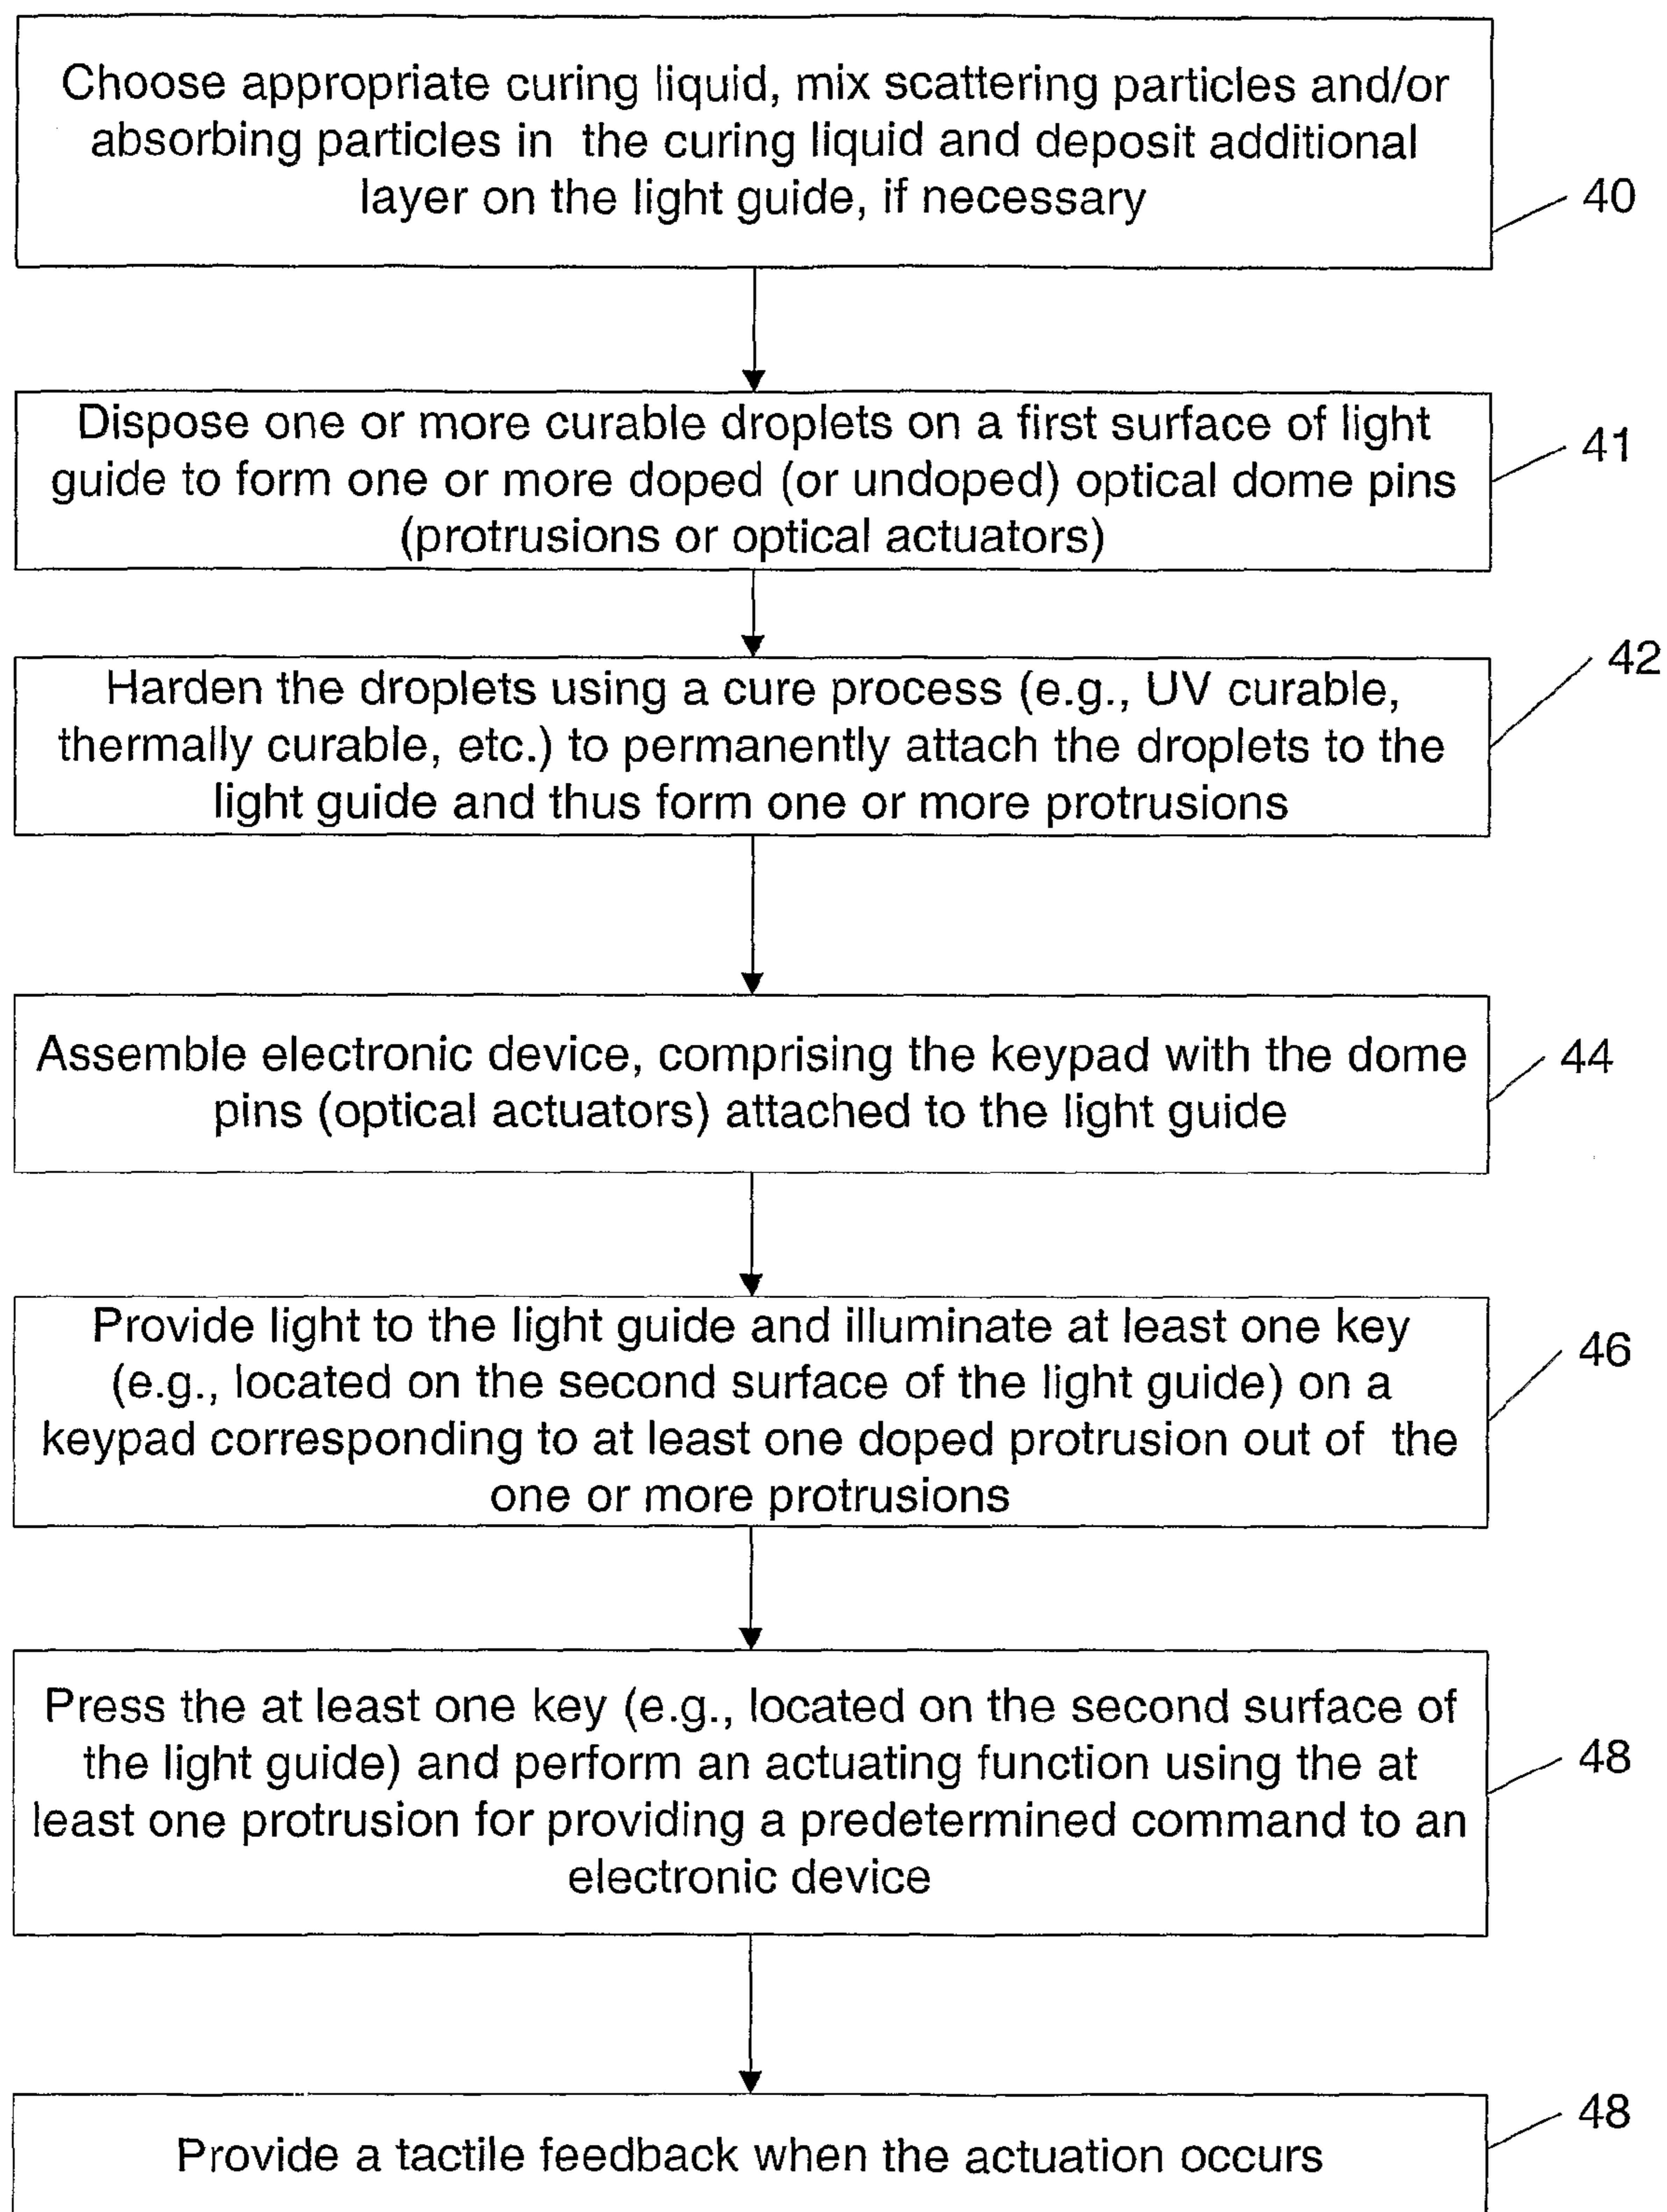 Choose appropriate curing liquid, mix scattering particles and/or
absorbing particles in the curing liquid and deposit additional
layer on the light guide, if necessary
40
Dispose one or more curable droplets on a first surface of light
guide to form one or more doped (or undoped) optical dome pins
(protrusions or optical actuators)
41
Harden the droplets using a cure process (e.g., UV curable,
thermally curable, etc.) to permanently attach the droplets to the
light guide and thus form one or more protrusions
42
Assemble electronic device, comprising the keypad with the dome
pins (optical actuators) attached to the light guide
44
Provide light to the light guide and illuminate at least one key
(e.g., located on the second surface of the light guide) on a
keypad corresponding to at least one doped protrusion out of the
one or more protrusions
46
Press the at least one key (e.g., located on the second surface of
the light guide) and perform an actuating function using the at
least one protrusion for providing a predetermined command to an
electronic device
48
Provide a tactile feedback when the actuation occurs
48